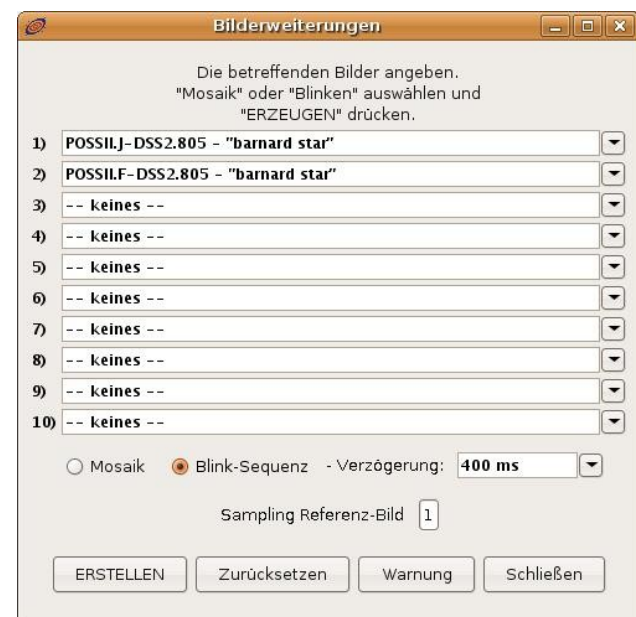 Bilderweiterungen
Die betreffenden Bilder angeben.
"Mosaik" oder "Blinken" auswählen und
"ERZEUGEN" drücken.
1) POSSII.J-DSS2.805 - "barnard star"
2) POSSII.F-DSS2.805 - "barnard star"
3) -- keines --
4) -- keines --
5) -- keines --
6) -- keines --
7) -- keines --
8) -- keines --
9) -- keines --
10) -- keines --
Mosaik Blink-Sequenz - Verzögerung: 400 ms
Sampling Referenz-Bild 1
ERSTELLEN Zurücksetzen Warnung Schließen